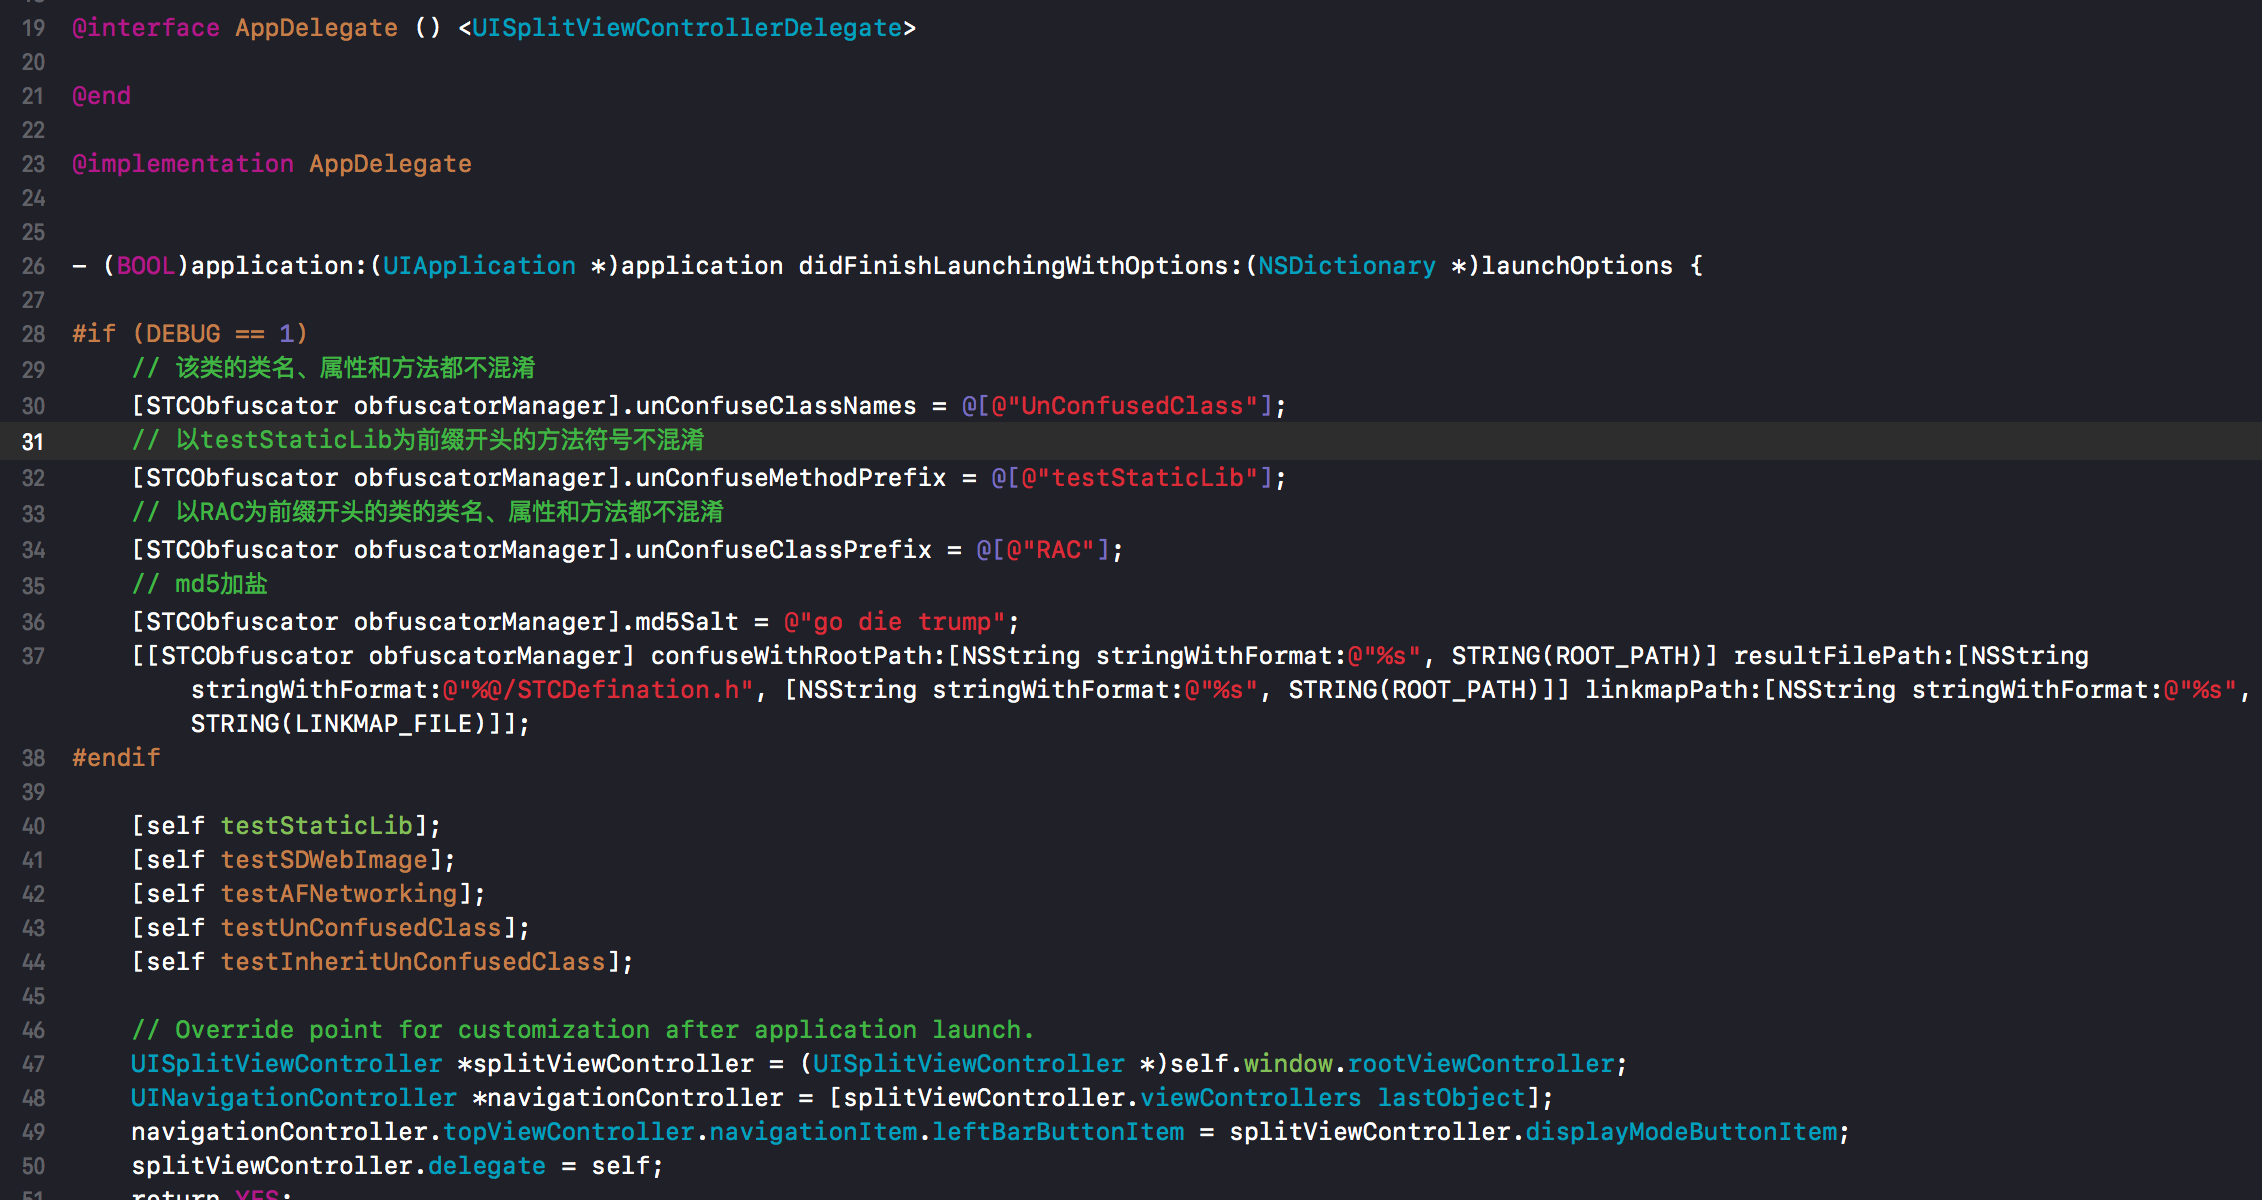 19 @interface AppDelegate () <UISplitViewControllerDelegate>
20
21 @end
22
23 @implementation AppDelegate
24
25
26 - (BOOL)application:(UIApplication *)application didFinishLaunchingWithOptions:(NSDictionary *)launchOptions {
27
28 #if (DEBUG == 1)
29 // 该类的类名、属性和方法都不混淆
30 [STCObfuscator obfuscatorManager].unConfuseClassNames = @[@"UnConfusedClass"];
31 // 以testStaticLib为前缀开头的方法符号不混淆
32 [STCObfuscator obfuscatorManager].unConfuseMethodPrefix = @[@"testStaticLib"];
33 // 以RAC为前缀开头的类的类名、属性和方法都不混淆
34 [STCObfuscator obfuscatorManager].unConfuseClassPrefix = @[@"RAC"];
35 // md5加盐
36 [STCObfuscator obfuscatorManager].md5Salt = @"go die trump";
37 [[STCObfuscator obfuscatorManager] confuseWithRootPath:[NSString stringWithFormat:@"%s", STRING(ROOT_PATH)] resultFilePath:[NSString
stringWithFormat:@"%@/STCDefination.h", [NSString stringWithFormat:@"%s", STRING(ROOT_PATH)]] linkmapPath:[NSString stringWithFormat:@"%s",
STRING(LINKMAP_FILE)]];
38 #endif
39
40 [self testStaticLib];
41 [self testSDWebImage];
42 [self testAFNetworking];
43 [self testUnConfusedClass];
44 [self testInheritUnConfusedClass];
45
46 // Override point for customization after application launch.
47 UISplitViewController *splitViewController = (UISplitViewController *)self.window.rootViewController;
48 UINavigationController *navigationController = [splitViewController.viewControllers lastObject];
49 navigationController.topViewController.navigationItem.leftBarButtonItem = splitViewController.displayModeButtonItem;
50 splitViewController.delegate = self;
51 return YES;